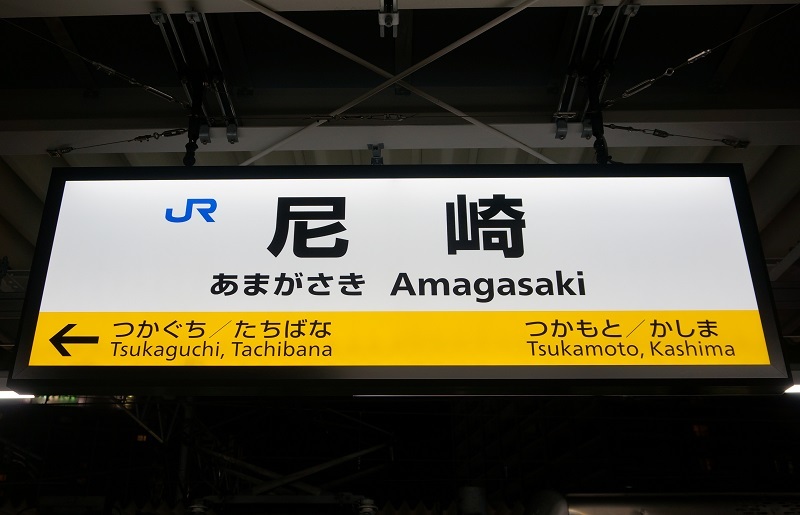 JR 尼崎
あまがさき Amagasaki
← つかぐち／たちばな つかもと／かしま
Tsukaguchi, Tachibana Tsukamoto, Kashima